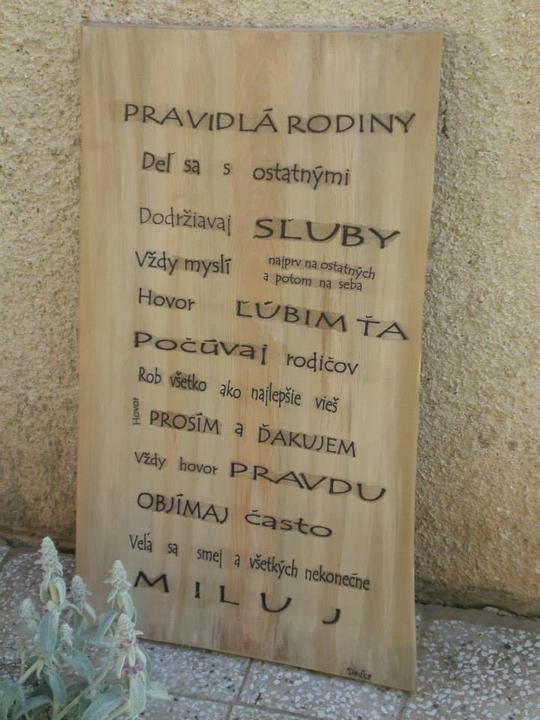 PRAVIDLÁ RODINY
Deľ sa s ostatnými
Dodržiavaj SĽUBY
Vždy myslí najprv na ostatných
a potom na seba
Hovor ĽÚBIM ŤA
Počúvaj rodičov
Rob všetko ako najlepšie vieš
Hovor PROSÍM a ĎAKUJEM
Vždy hovor PRAVDU
OBJÍMAJ často
Veľa sa smej a všetkých nekonečne
MILUJ